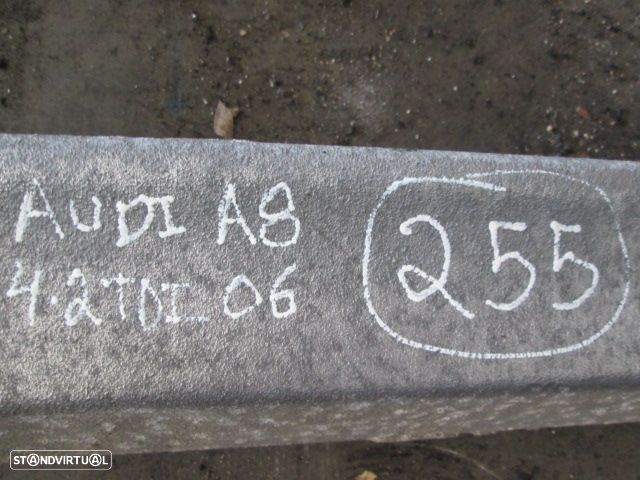 AUDI A8
4.2TDI 06
255
STANDVIRTUAL